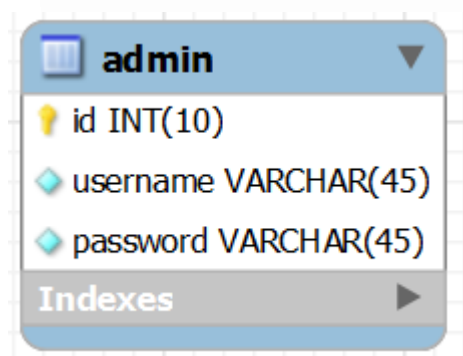 admin
id INT(10)
username VARCHAR(45)
password VARCHAR(45)
Indexes